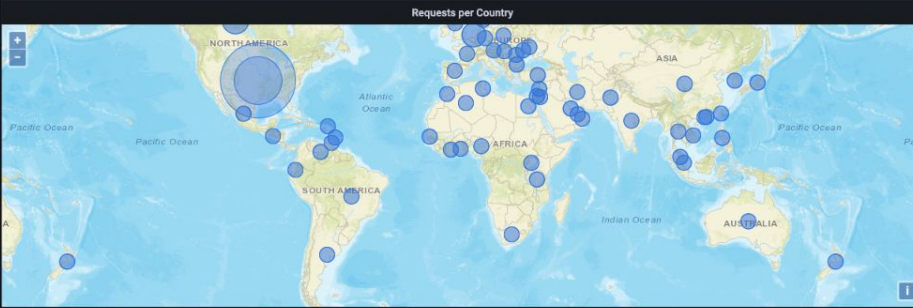 Requests per Country
+
−
NORTH AMERICA
EUROPE
ASIA
Atlantic
Ocean
Pacific Ocean
Pacific Ocean
Pacific Ocean
AFRICA
SOUTH AMERICA
Indian Ocean
AUSTRALIA
i